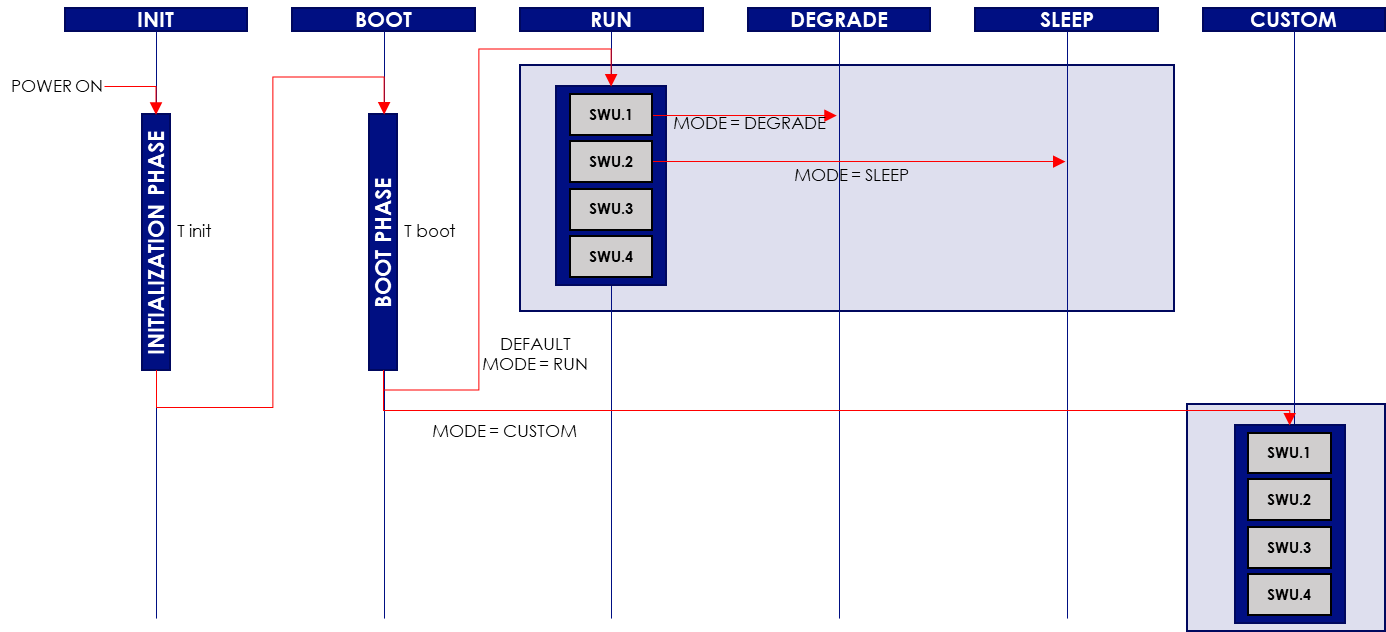 INIT
BOOT
RUN
DEGRADE
SLEEP
CUSTOM
POWER ON
INITIALIZATION PHASE
T init
BOOT PHASE
T boot
SWU.1
SWU.2
SWU.3
SWU.4
MODE = DEGRADE
MODE = SLEEP
DEFAULT
MODE = RUN
MODE = CUSTOM
SWU.1
SWU.2
SWU.3
SWU.4